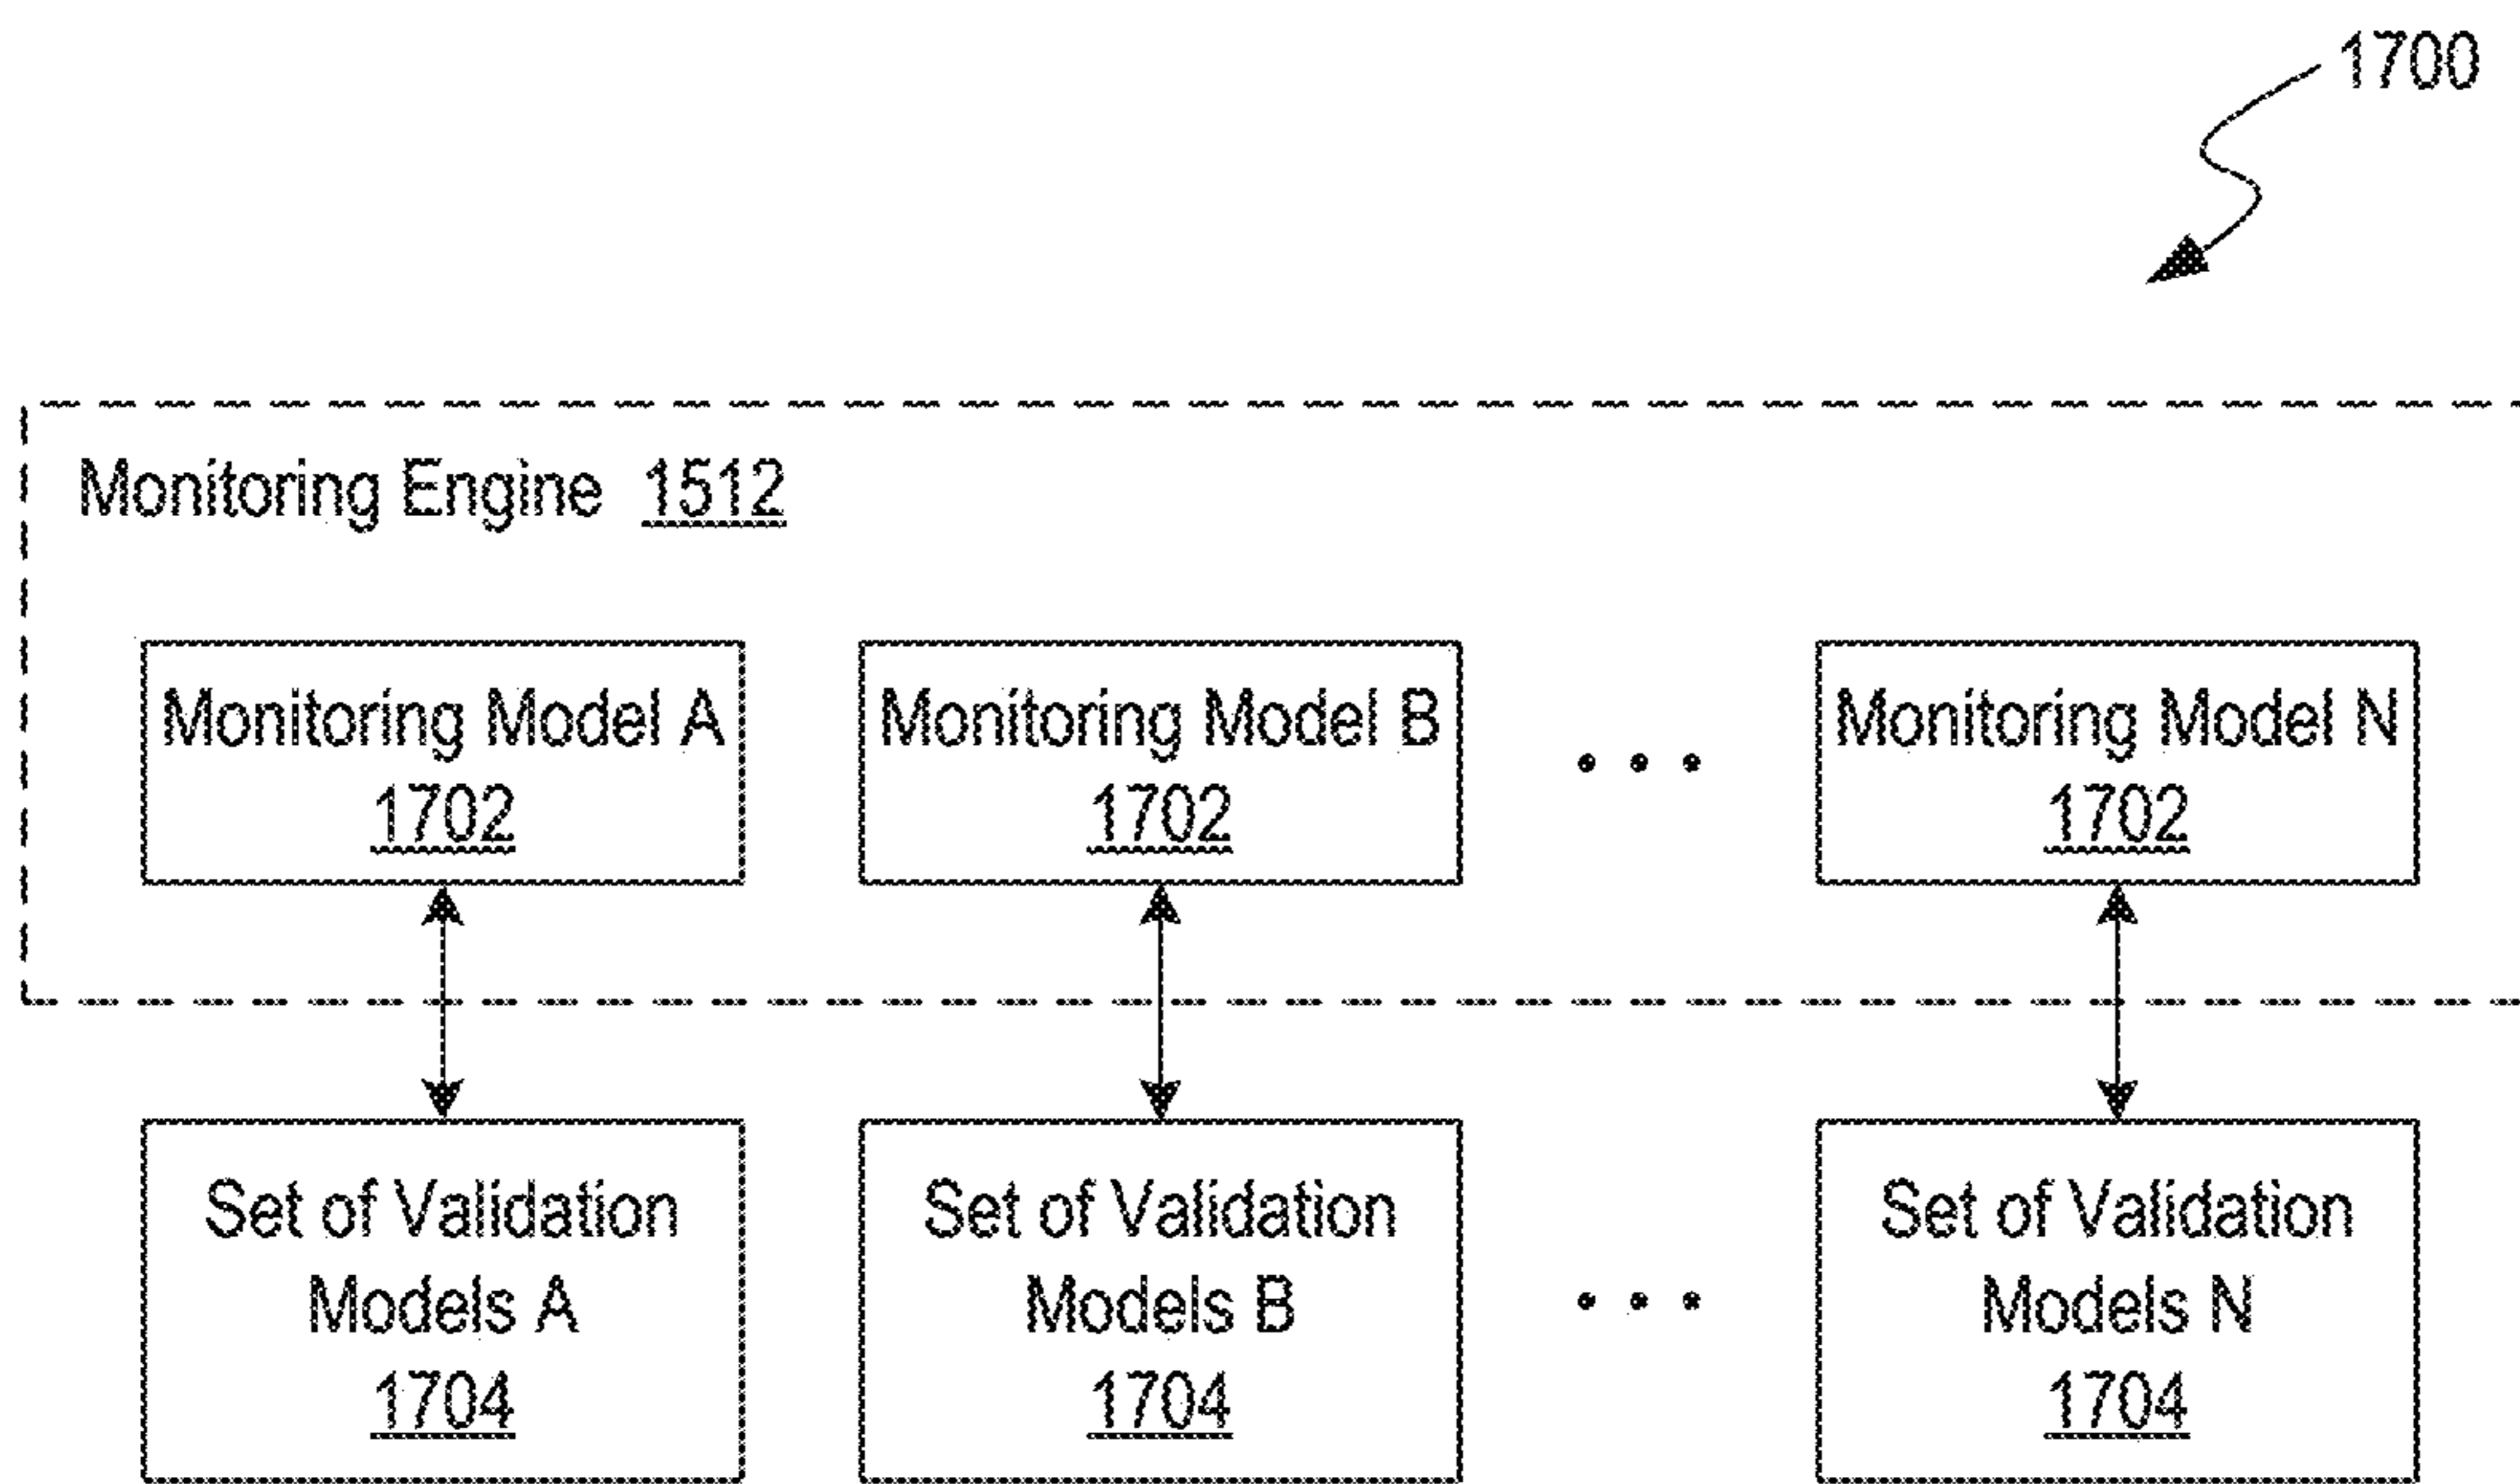 1700
Monitoring Engine 1512
Monitoring Model A
1702
Monitoring Model B
1702
• • •
Monitoring Model N
1702
Set of Validation
Models A
1704
Set of Validation
Models B
1704
• • •
Set of Validation
Models N
1704